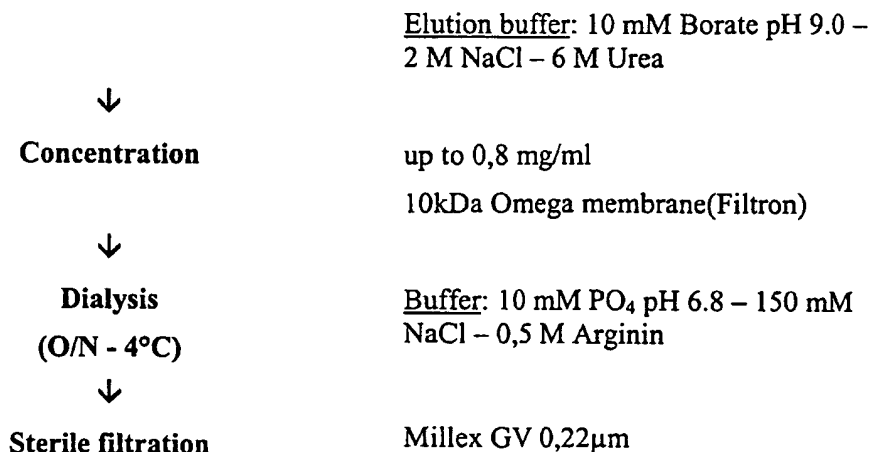 Elution buffer: 10 mM Borate pH 9.0 –
2 M NaCl – 6 M Urea
↓
Concentration up to 0,8 mg/ml
10kDa Omega membrane(Filtron)
↓
Dialysis Buffer: 10 mM PO₄ pH 6.8 – 150 mM
(O/N - 4°C) NaCl – 0,5 M Arginin
↓
Sterile filtration Millex GV 0,22µm